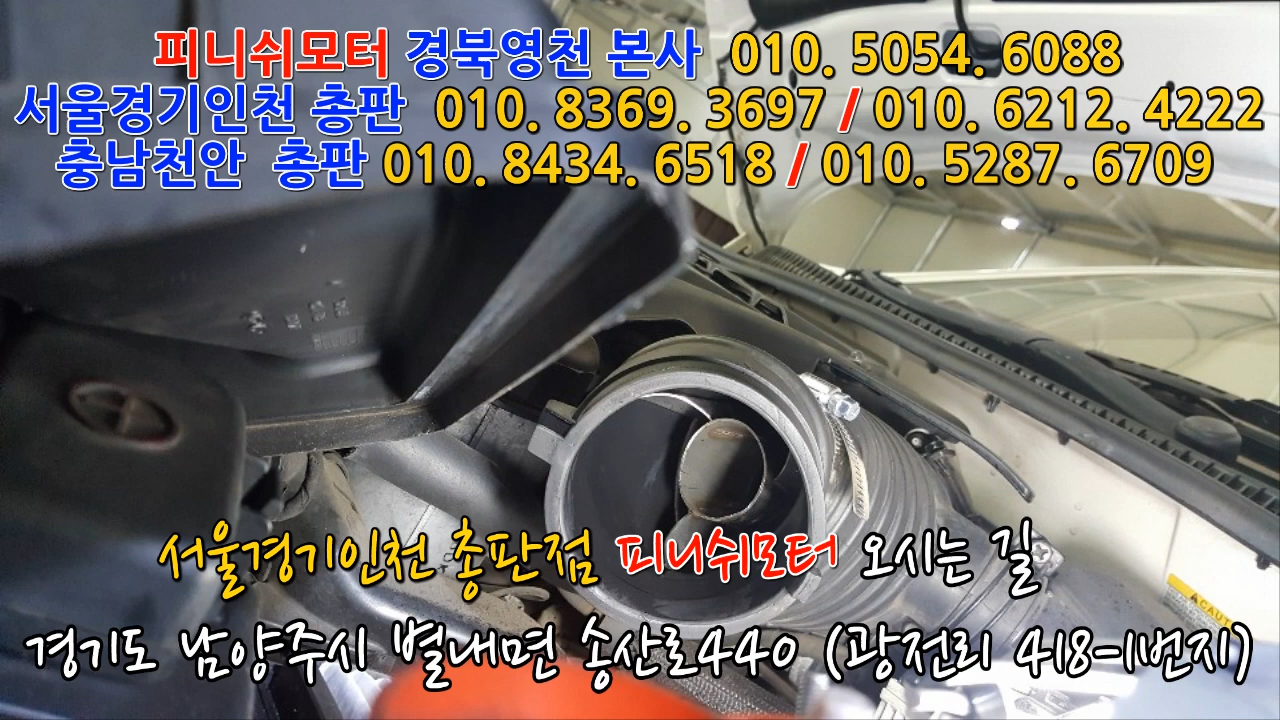 피니쉬모터 경북영천 본사 010. 5054. 6088
서울경기인천 총판 010. 8369. 3697 / 010. 6212. 4222
충남천안 총판 010. 8434. 6518 / 010. 5287. 6709
서울경기인천 총판점 피니쉬모터 오시는 길
경기도 남양주시 별내면 송산로440 (광전리 418-1번지)